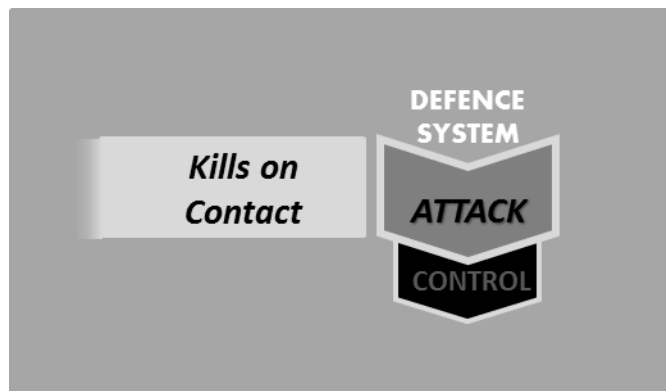 Kills on
Contact
DEFENCE
SYSTEM
ATTACK
CONTROL